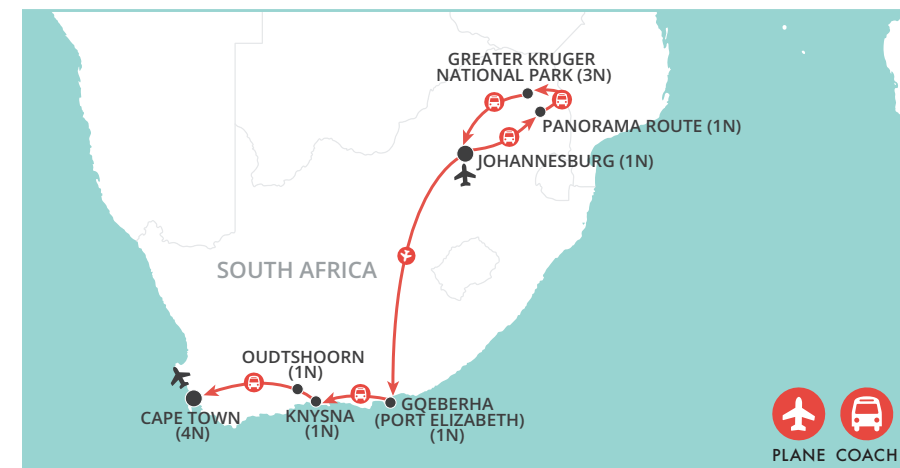 GREATER KRUGER
NATIONAL PARK (3N)
PANORAMA ROUTE (1N)
JOHANNESBURG (1N)
SOUTH AFRICA
OUDTSHOORN
(1N)
CAPE TOWN
(4N)
KNYSNA
(1N)
GQEBERHA
(PORT ELIZABETH)
(1N)
PLANE COACH